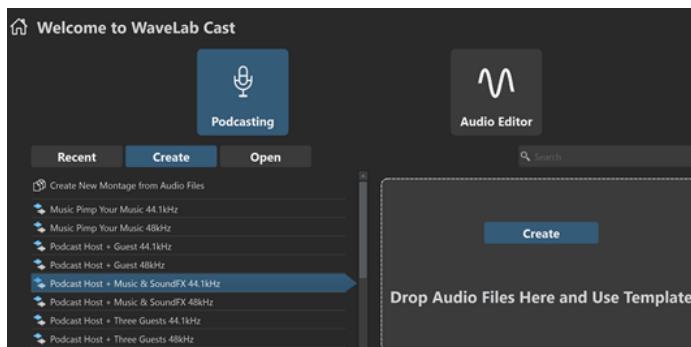 Welcome to WaveLab Cast
Podcasting
Audio Editor
Recent
Create
Open
Search
Create New Montage from Audio Files
Music Pimp Your Music 44.1kHz
Music Pimp Your Music 48kHz
Podcast Host + Guest 44.1kHz
Podcast Host + Guest 48kHz
Podcast Host + Music & SoundFX 44.1kHz
Podcast Host + Music & SoundFX 48kHz
Podcast Host + Three Guests 44.1kHz
Podcast Host + Three Guests 48kHz
Create
Drop Audio Files Here and Use Template